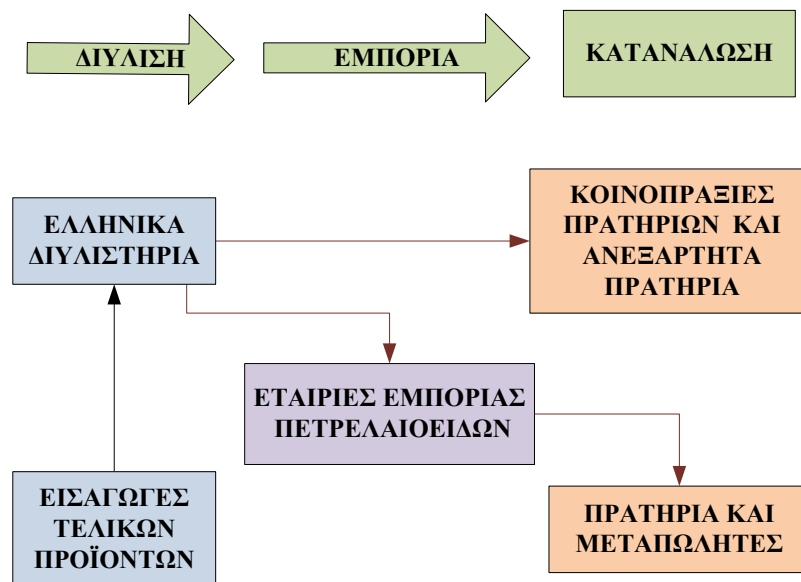 ΔΙΥΛΙΣΗ
ΕΜΠΟΡΙΑ
ΚΑΤΑΝΑΛΩΣΗ
ΕΛΛΗΝΙΚΑ
ΔΙΥΛΙΣΤΗΡΙΑ
ΚΟΙΝΟΠΡΑΞΙΕΣ
ΠΡΑΤΗΡΙΩΝ ΚΑΙ
ΑΝΕΞΑΡΤΗΤΑ
ΠΡΑΤΗΡΙΑ
ΕΤΑΙΡΙΕΣ ΕΜΠΟΡΙΑΣ
ΠΕΤΡΕΛΑΙΟΕΙΔΩΝ
ΕΙΣΑΓΩΓΕΣ
ΤΕΛΙΚΩΝ
ΠΡΟΪΟΝΤΩΝ
ΠΡΑΤΗΡΙΑ ΚΑΙ
ΜΕΤΑΠΩΛΗΤΕΣ